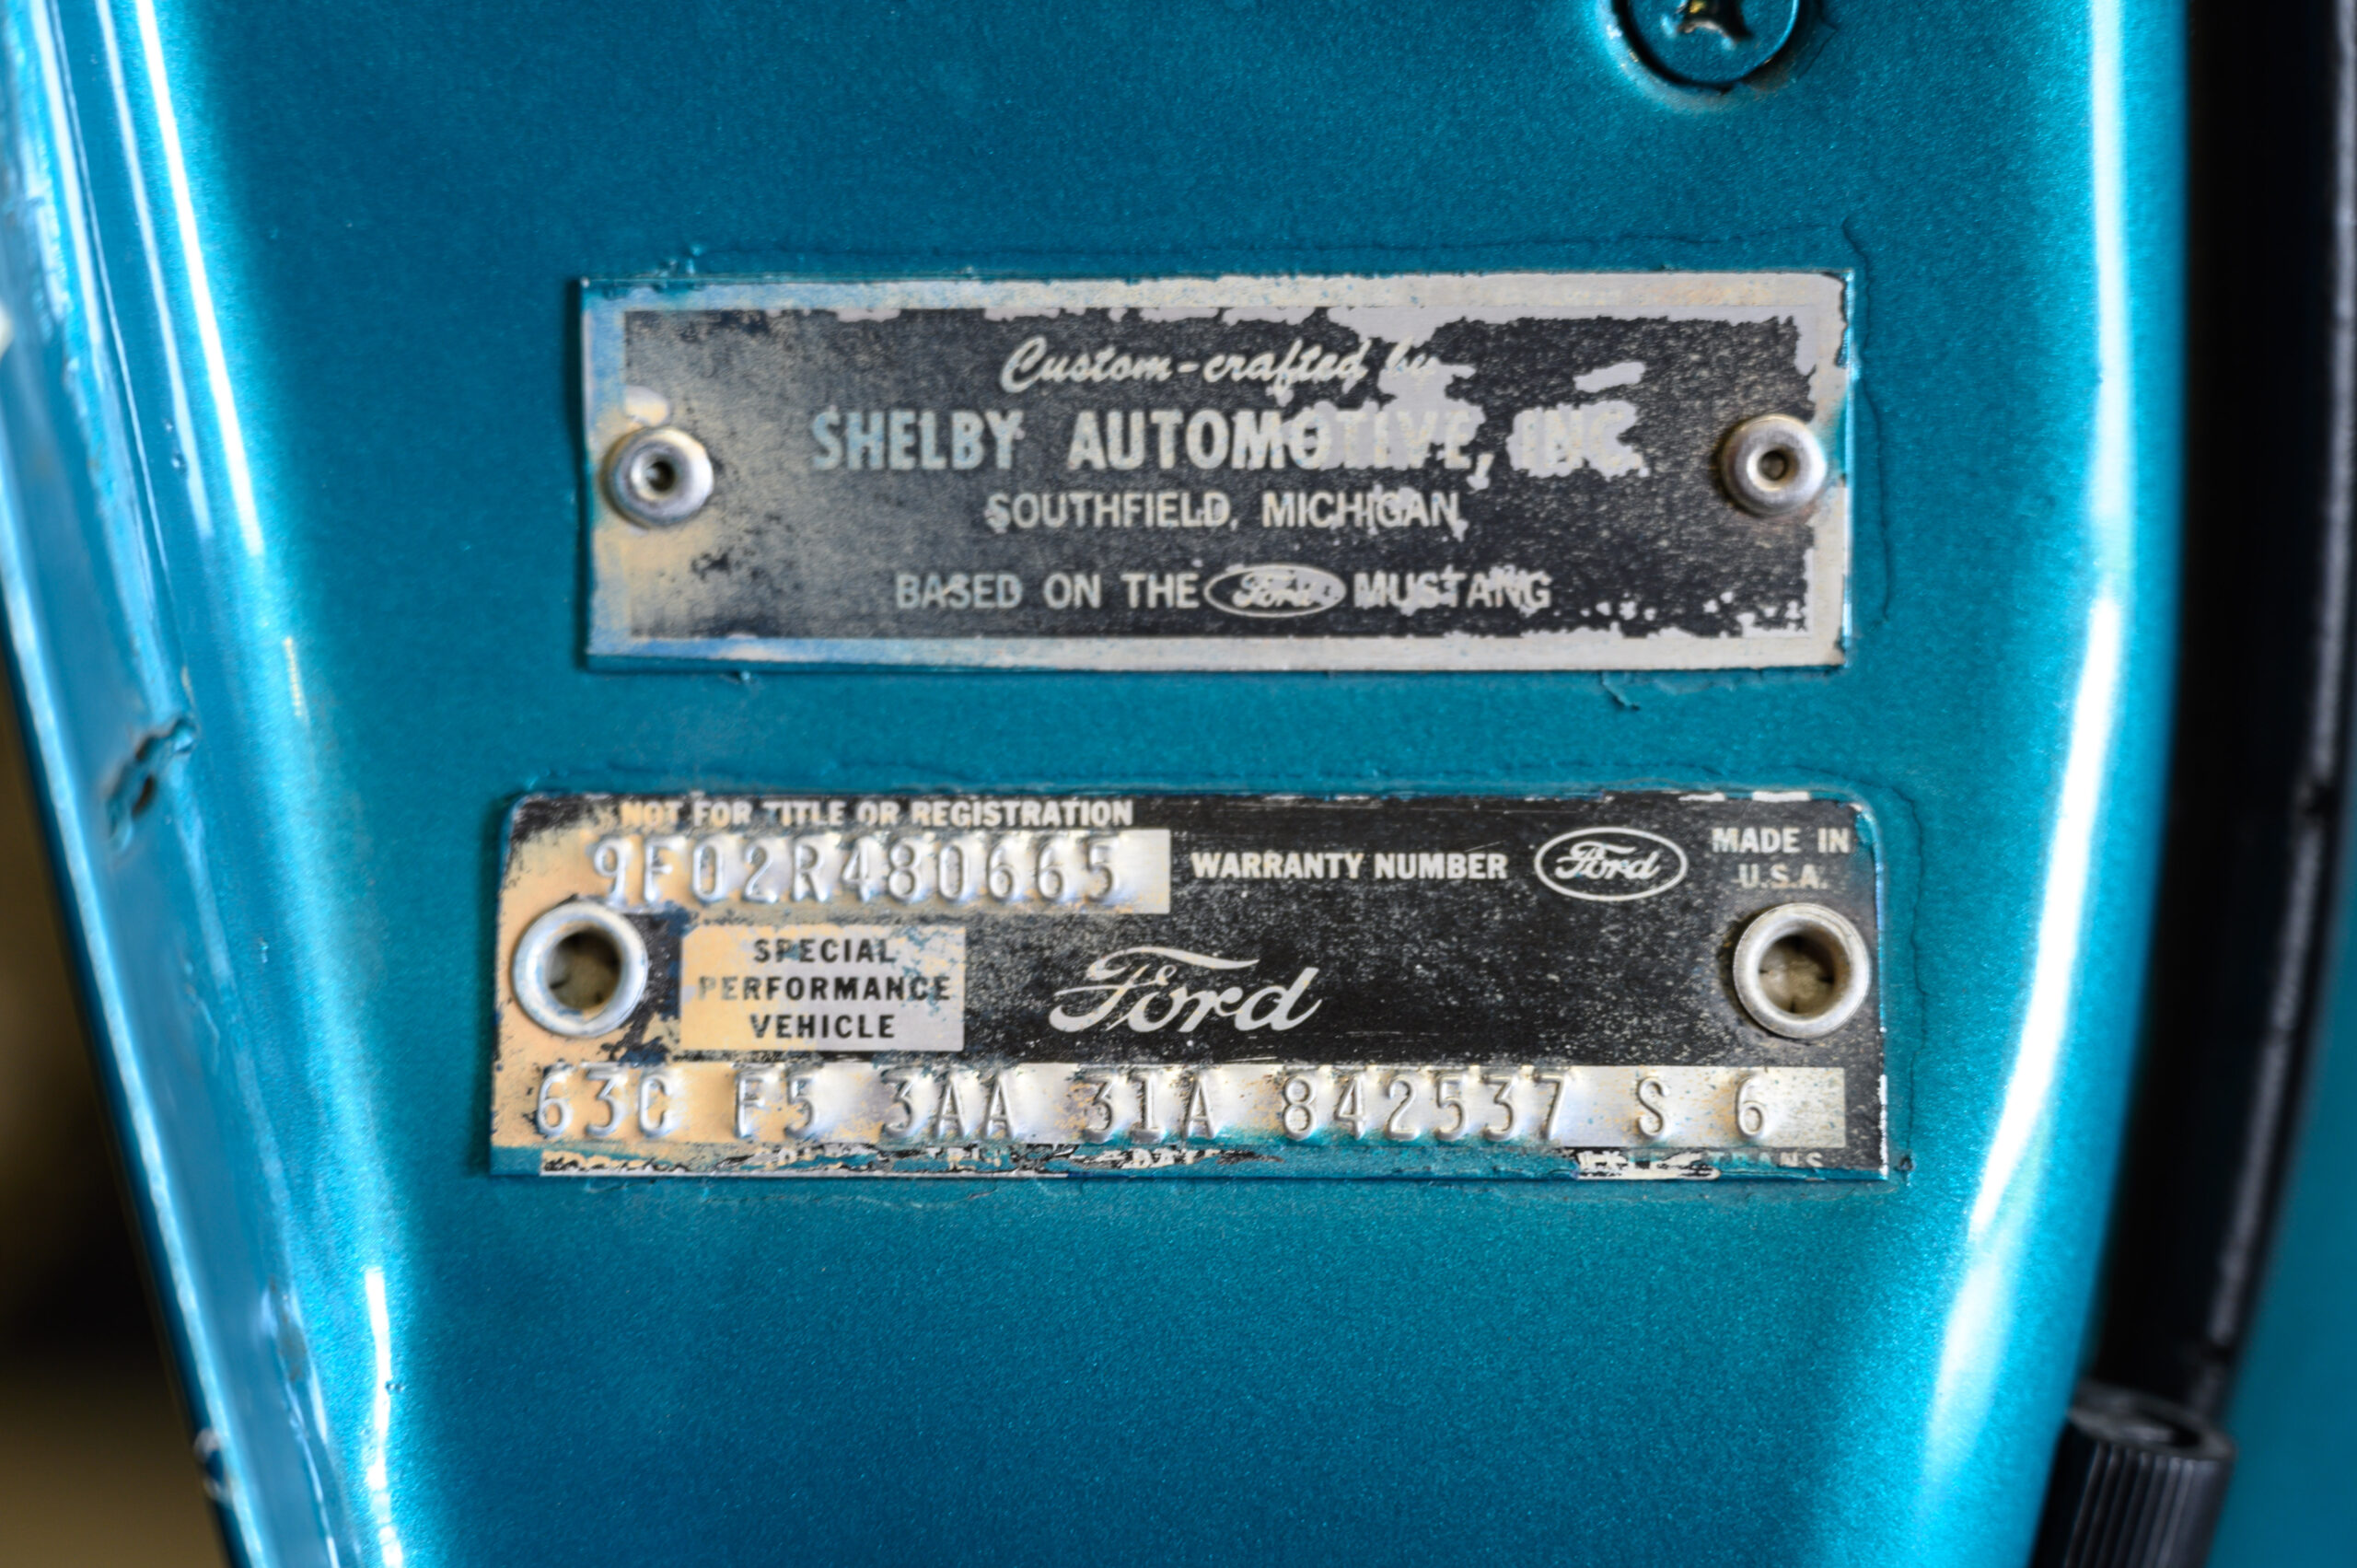 Custom-crafted by
SHELBY AUTOMOTIVE, INC
SOUTHFIELD, MICHIGAN
BASED ON THE Ford MUSTANG
NOT FOR TITLE OR REGISTRATION
9F02R480665 WARRANTY NUMBER Ford MADE IN
U.S.A.
SPECIAL
PERFORMANCE
VEHICLE
Ford
63C F5 3AA 31A 842537 S 6
TRANS